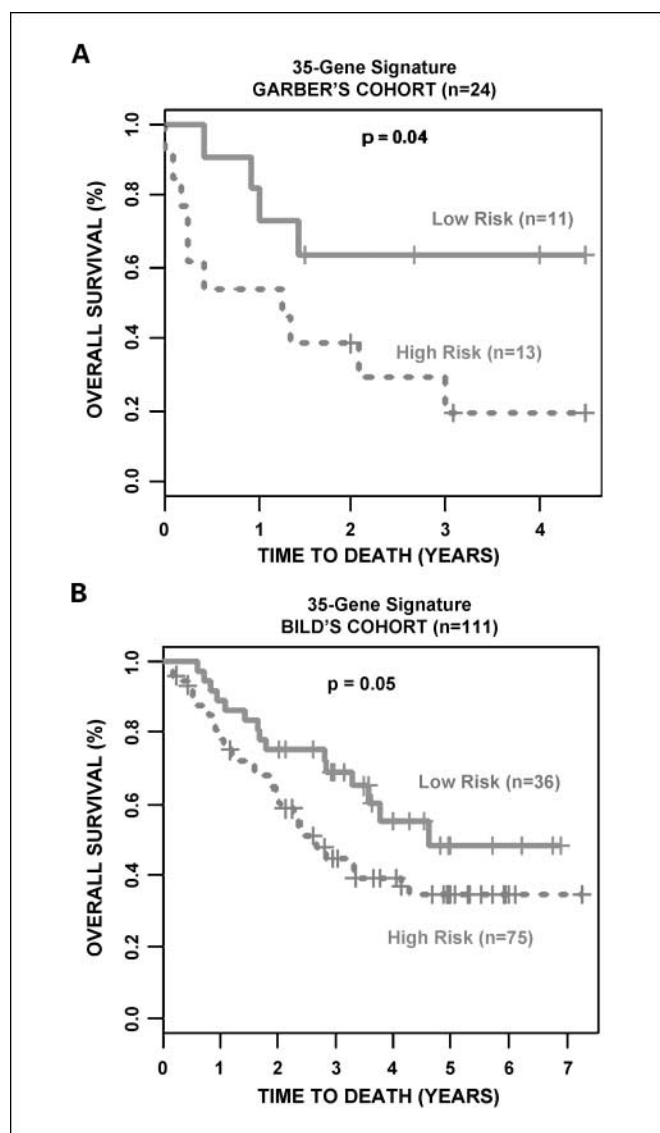 A
35-Gene Signature
GARBER'S COHORT (n=24)
p = 0.04
Low Risk (n=11)
High Risk (n=13)
OVERALL SURVIVAL (%)
1.0
0.8
0.6
0.4
0.2
0.0
0 1 2 3 4
TIME TO DEATH (YEARS)
B
35-Gene Signature
BILD'S COHORT (n=111)
p = 0.05
Low Risk (n=36)
High Risk (n=75)
OVERALL SURVIVAL (%)
1.0
0.8
0.6
0.4
0.2
0.0
0 1 2 3 4 5 6 7
TIME TO DEATH (YEARS)